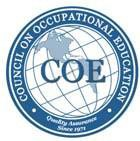 COUNCIL ON OCCUPATIONAL EDUCATION
COE
Quality Assurance
Since 1971